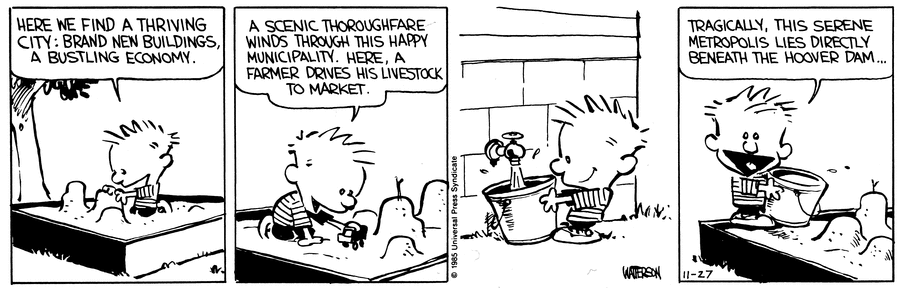 HERE WE FIND A THRIVING
CITY: BRAND NEW BUILDINGS,
A BUSTLING ECONOMY.
A SCENIC THOROUGHFARE
WINDS THROUGH THIS HAPPY
MUNICIPALITY. HERE, A
FARMER DRIVES HIS LIVESTOCK
TO MARKET.
© 1985 Universal Press Syndicate
WATTERSON
TRAGICALLY, THIS SERENE
METROPOLIS LIES DIRECTLY
BENEATH THE HOOVER DAM...
11-27